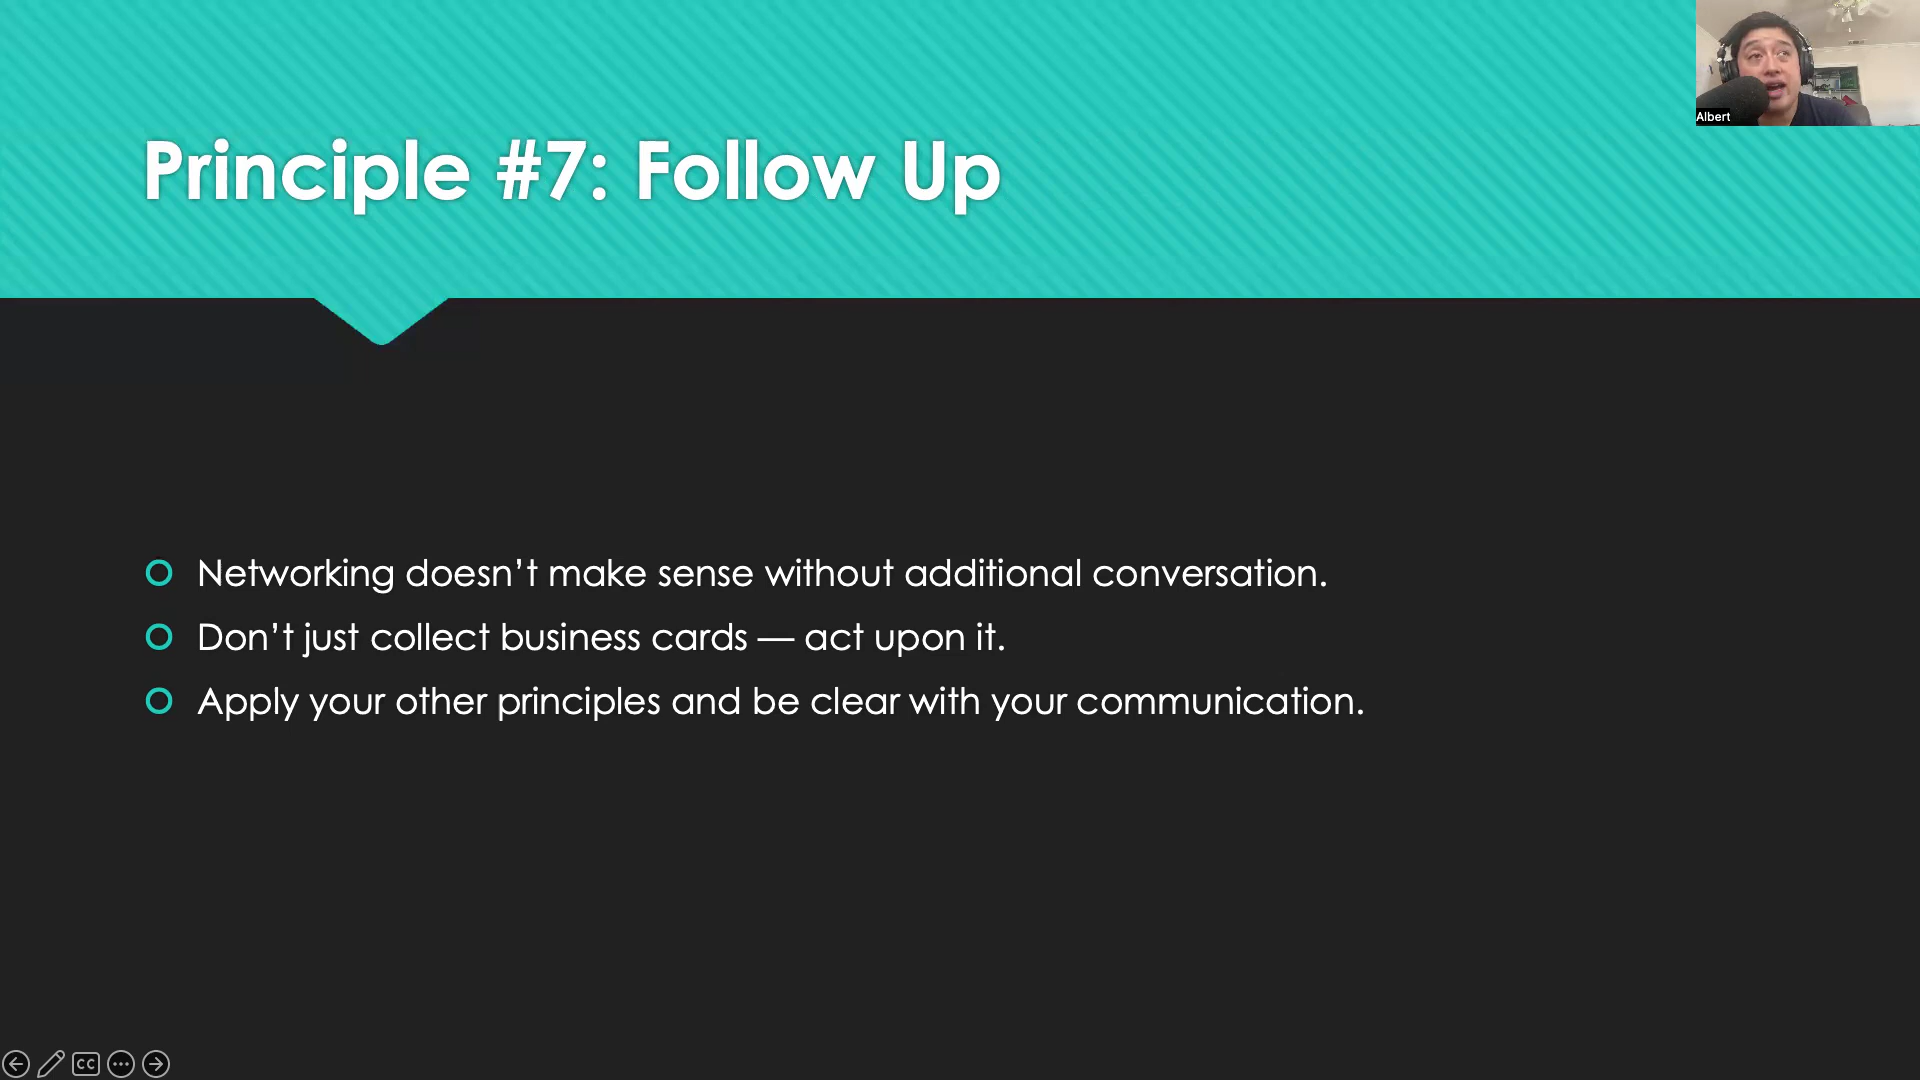 Albert
Principle #7: Follow Up
Networking doesn’t make sense without additional conversation.
Don’t just collect business cards — act upon it.
Apply your other principles and be clear with your communication.
CC